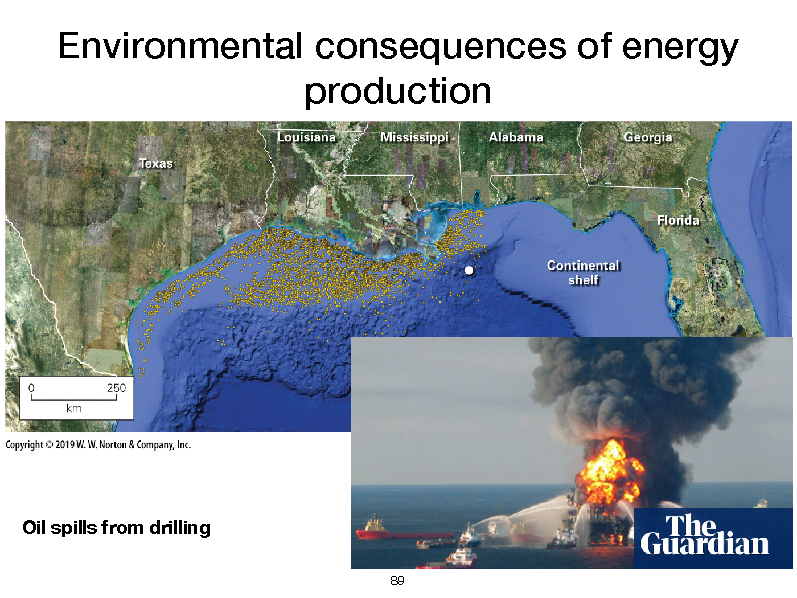 Environmental consequences of energy
production
Louisiana
Mississippi
Alabama
Georgia
Texas
Florida
Continental
shelf
0 250
km
Copyright © 2019 W. W. Norton & Company, Inc.
The
Guardian
Oil spills from drilling
89